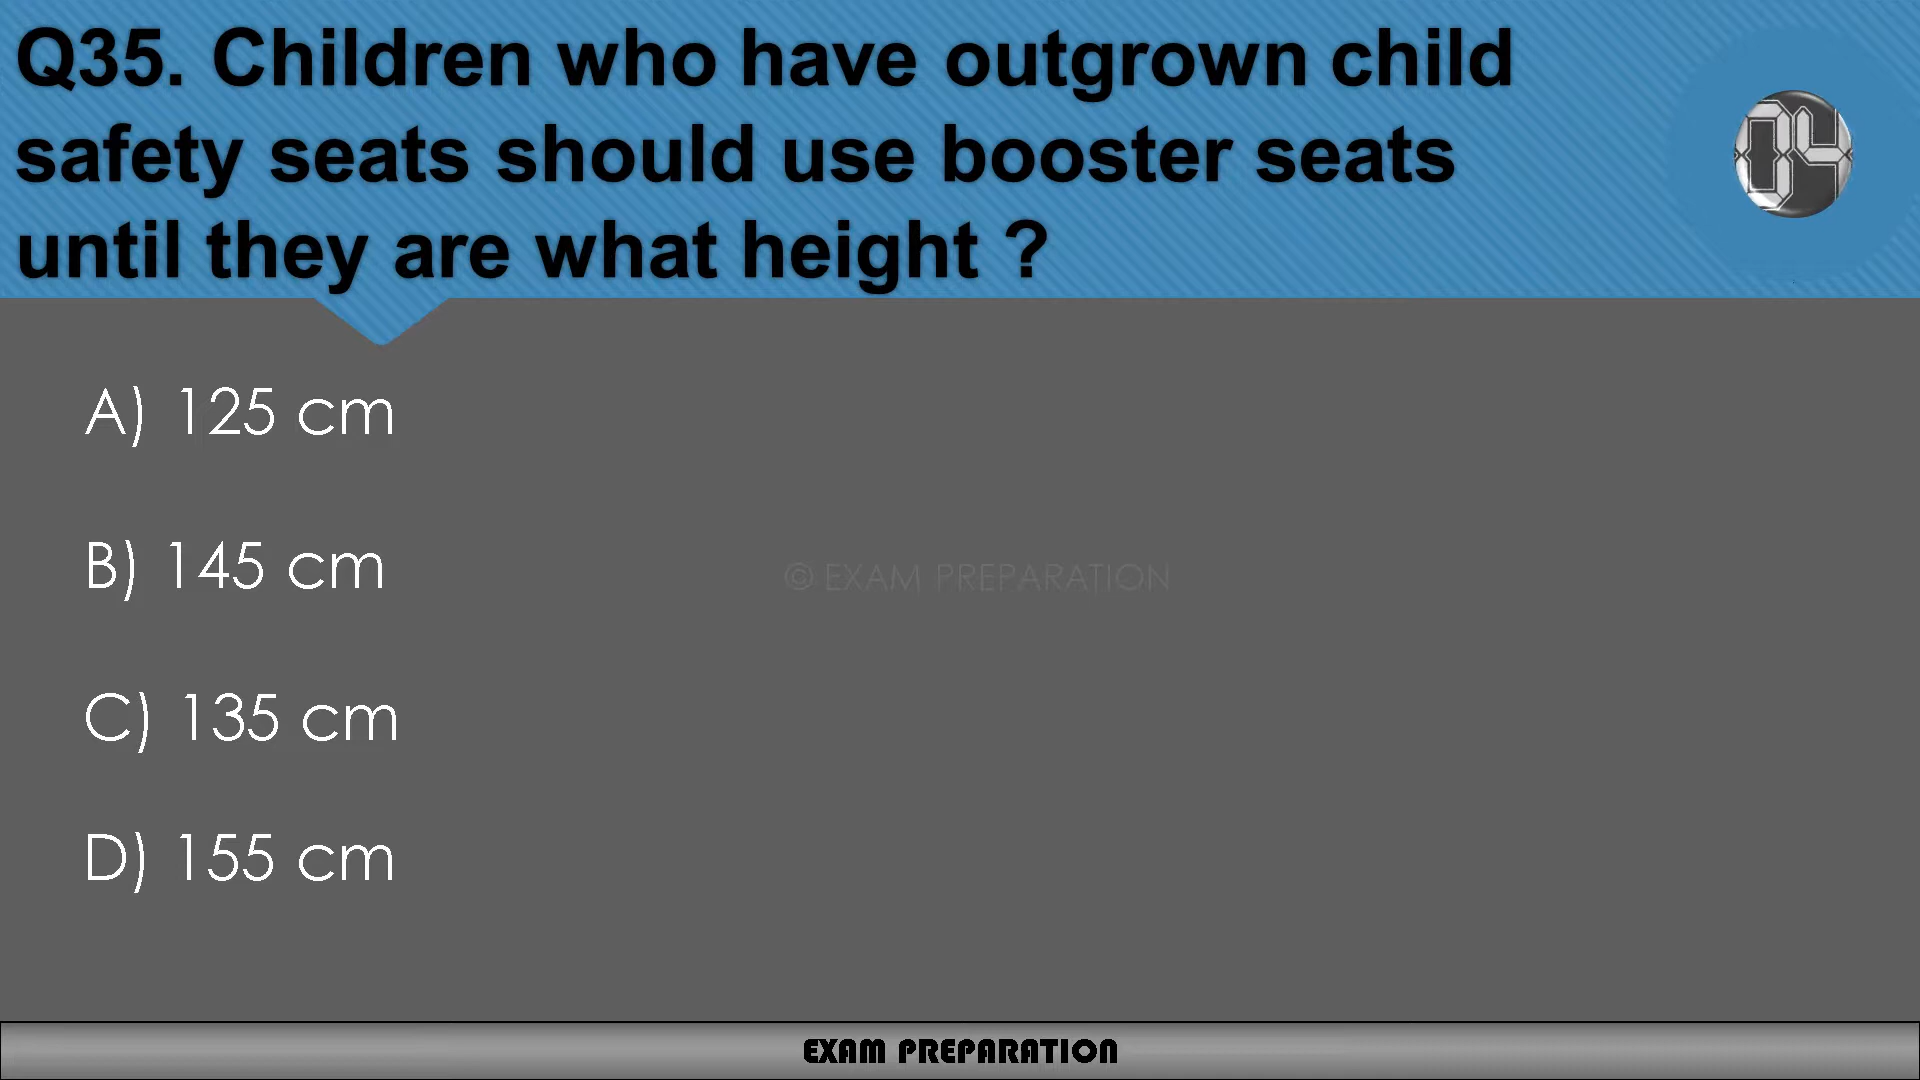 Q35. Children who have outgrown child
safety seats should use booster seats
until they are what height ?
04
A) 125 cm
B) 145 cm
© EXAM PREPARATION
C) 135 cm
D) 155 cm
EXAM PREPARATION